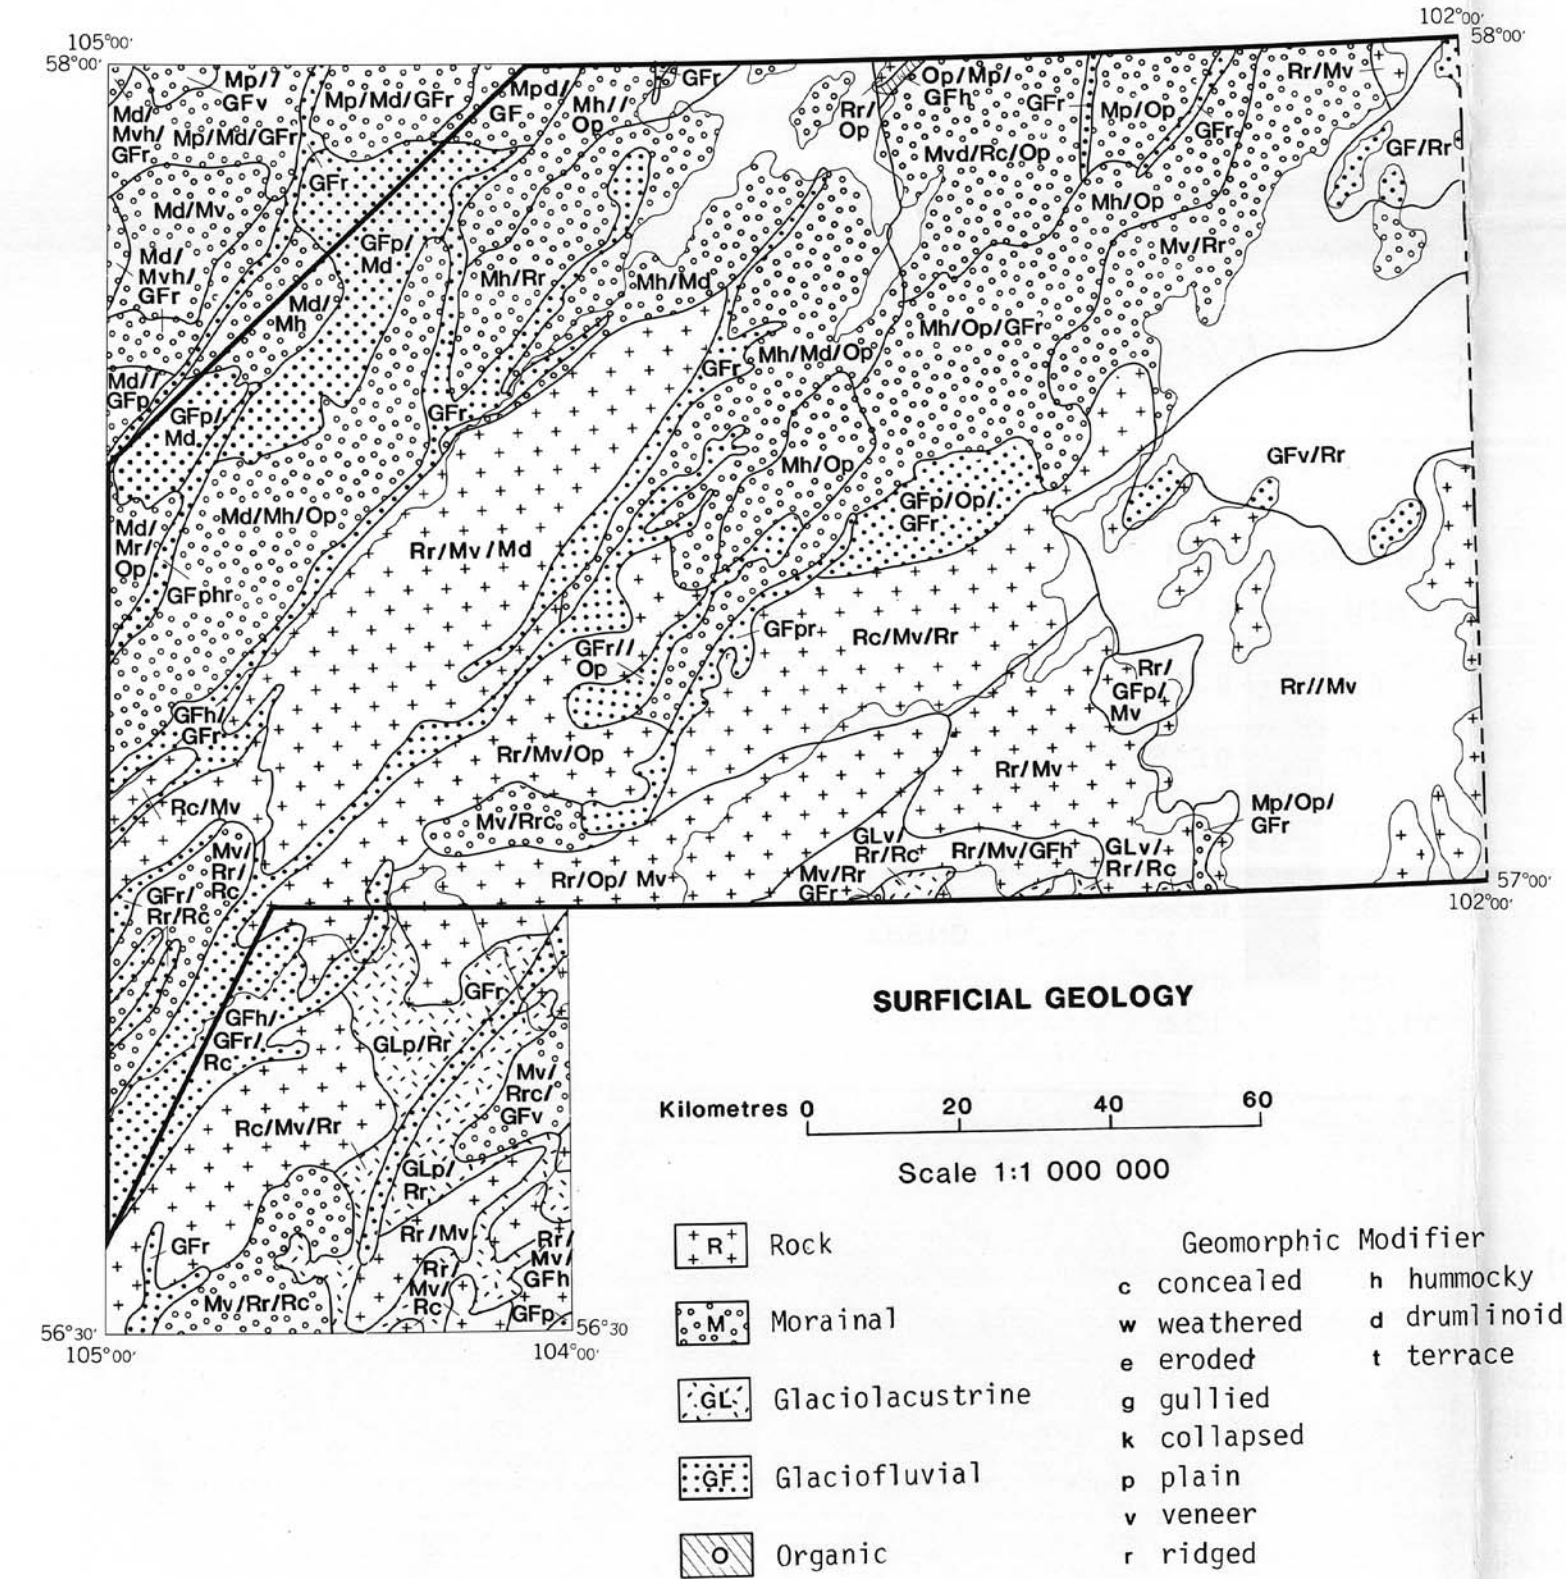 102°00'
105°00'
58°00'
58°00'
Mp//
GFv
Mp/Md/GFr
Mpd/
GF
Mh//
Op
GFr
Rr/
Op
Op/Mp/
GFh
GFr
Mp/Op
GFr
Rr/Mv
Md/
Mvh/
GFr
Mp/Md/GFr
GFr
Mvd/Rc/Op
GF/Rr
Md/Mv
Mh/Op
GFp/
Md
Mv/Rr
Md/
Mvh/
GFr
Mh/Rr
Mh/Md
Md/
Mh
Mh/Op/GFr
Mh/Md/Op
GFr
Md//
GFp
GFp/
Md
GFr
GFv/Rr
Mh/Op
GFp/Op/
GFr
Md/Mh/Op
Md/
Mr/
Op
Rr/Mv/Md
GFphr
GFpr
Rc/Mv/Rr
GFr//
Op
Rr/
GFp/
Mv
Rr//Mv
GFh/
GFr
Rr/Mv/Op
Rr/Mv
Rc/Mv
Mv/Rrc
Mp/Op/
GFr
Mv/
Rr/
Rc
GLv/
Rr/Rc
Rr/Mv/GFh
GLv/
Rr/Rc
GFr/
Rr/Rc
Rr/Op/Mv
Mv/Rr
GFr
57°00'
102°00'
GFr
SURFICIAL GEOLOGY
GFh/
GFr/
Rc
GLp/Rr
Mv/
Rrc/
GFv
Kilometres 0 20 40 60
Rc/Mv/Rr
Scale 1:1 000 000
GLp/
Rr
Rr/Mv
GFr
Rr/
Mv/
GFh
Rr/
Mv/
Rc
Mv/Rr/Rc
GFp
56°30'
56°30
105°00'
104°00'
R Rock
M Morainal
GL Glaciolacustrine
GF Glaciofluvial
O Organic
Geomorphic Modifier
c concealed
w weathered
e eroded
g gullied
k collapsed
p plain
v veneer
r ridged
h hummocky
d drumlinoid
t terrace